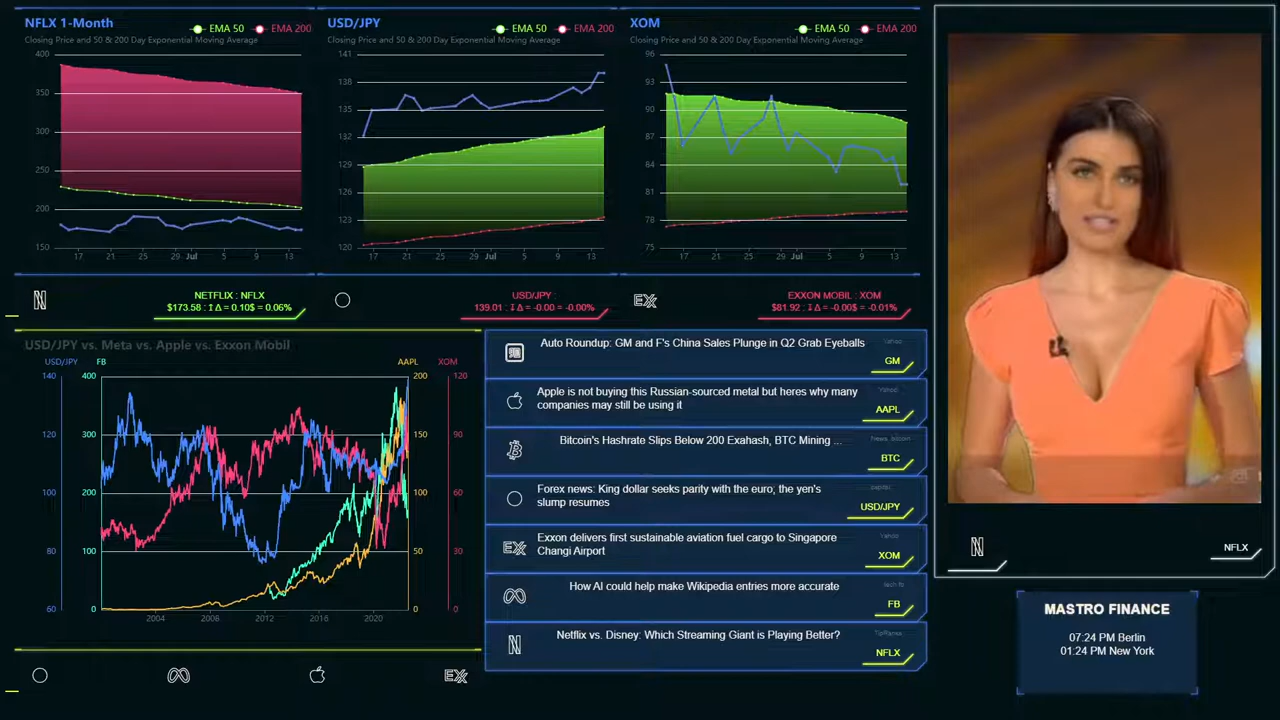 NFLX 1-Month
EMA 50
EMA 200
Closing Price and 50 & 200 Day Exponential Moving Average
400
350
300
250
200
150
17
21
25
29
Jul
5
9
13
USD/JPY
EMA 50
EMA 200
Closing Price and 50 & 200 Day Exponential Moving Average
141
138
135
132
129
126
123
120
17
21
25
29
Jul
5
9
13
XOM
EMA 50
EMA 200
Closing Price and 50 & 200 Day Exponential Moving Average
96
93
90
87
84
81
78
75
17
21
25
29
Jul
5
9
13
NETFLIX : NFLX
$173.58 : ↕ Δ = 0.10$ = 0.06%
USD/JPY :
139.01 : ↕ Δ = -0.00 = -0.00%
EX
EXXON MOBIL : XOM
$81.92 : ↕ Δ = -0.00$ = -0.01%
USD/JPY vs. Meta vs. Apple vs. Exxon Mobil
USD/JPY
FB
AAPL
XOM
140
120
100
80
60
400
300
200
100
0
200
150
100
50
0
120
90
60
30
0
2004
2008
2012
2016
2020
EX
Auto Roundup: GM and F's China Sales Plunge in Q2 Grab Eyeballs
Yahoo
GM
Apple is not buying this Russian-sourced metal but heres why many
companies may still be using it
Yahoo
AAPL
Bitcoin's Hashrate Slips Below 200 Exahash, BTC Mining ...
News.bitcoin
BTC
Forex news: King dollar seeks parity with the euro; the yen's
slump resumes
capital
USD/JPY
EX
Exxon delivers first sustainable aviation fuel cargo to Singapore
Changi Airport
Yahoo
XOM
How AI could help make Wikipedia entries more accurate
tech fb
FB
Netflix vs. Disney: Which Streaming Giant is Playing Better?
TipRanks
NFLX
NFLX
MASTRO FINANCE
07:24 PM Berlin
01:24 PM New York